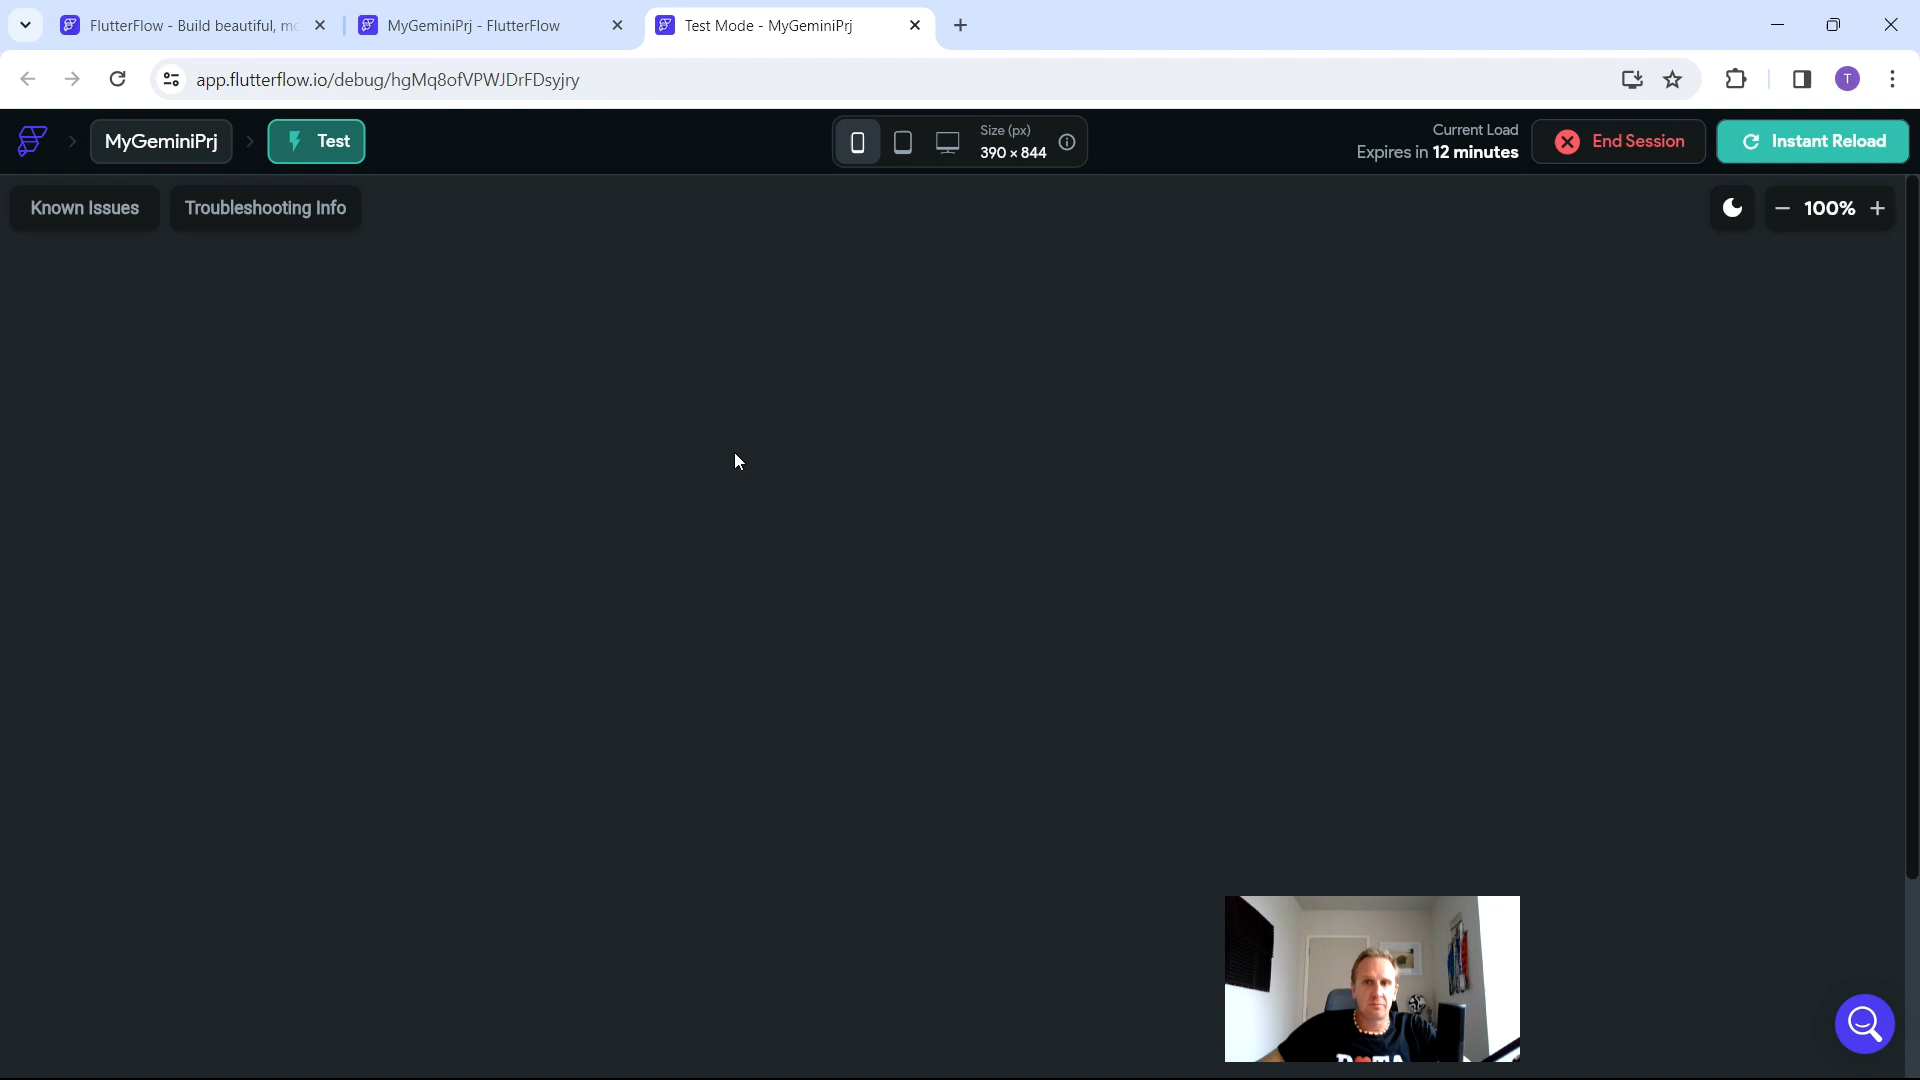 FlutterFlow - Build beautiful, mo
MyGeminiPrj - FlutterFlow
Test Mode - MyGeminiPrj
app.flutterflow.io/debug/hgMq8ofVPWJDrFDsyjry
T
MyGeminiPrj
Test
Size (px)
390 × 844
Current Load
Expires in 12 minutes
End Session
Instant Reload
Known Issues
Troubleshooting Info
100%